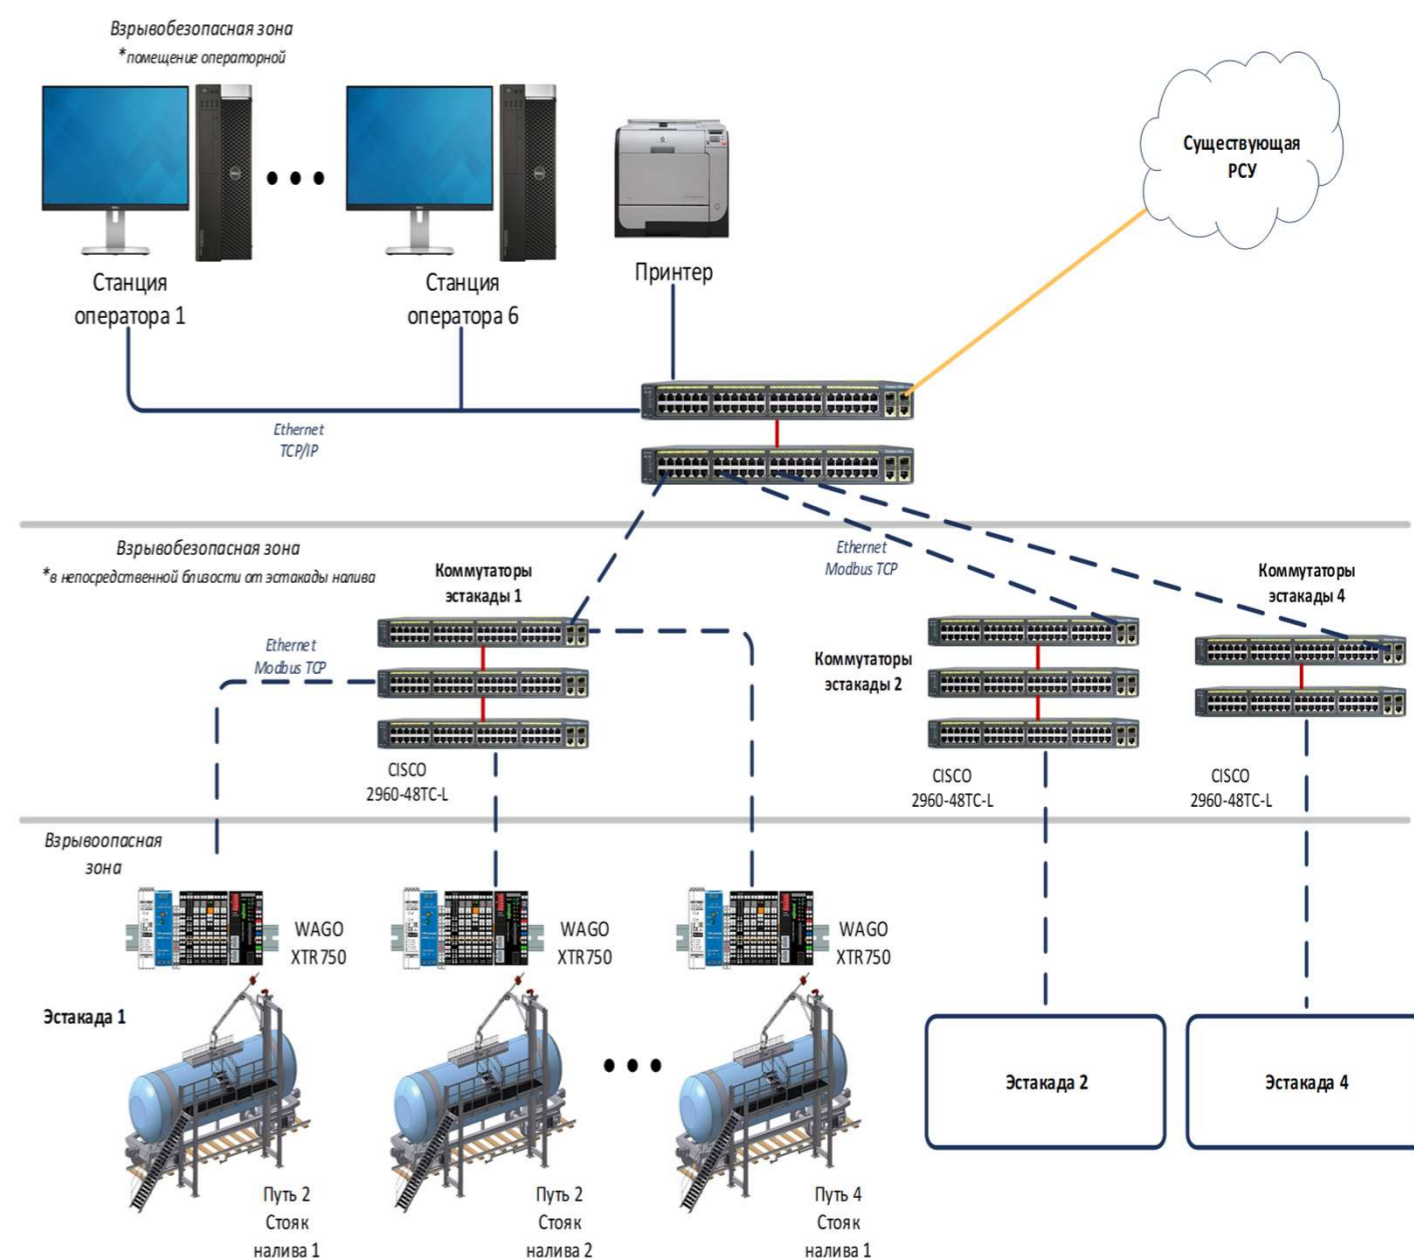 Взрывобезопасная зона
*помещение операторной
Существующая
РСУ
Станция
оператора 1
Станция
оператора 6
Принтер
Ethernet
TCP/IP
Взрывобезопасная зона
*в непосредственной близости от эстакады налива
Ethernet
Modbus TCP
Коммутаторы
эстакады 1
Коммутаторы
эстакады 4
Ethernet
Modbus TCP
Коммутаторы
эстакады 2
CISCO
2960-48TC-L
CISCO
2960-48TC-L
CISCO
2960-48TC-L
Взрывоопасная
зона
WAGO
XTR750
WAGO
XTR750
WAGO
XTR750
Эстакада 1
Эстакада 2
Эстакада 4
Путь 2
Стояк
налива 1
Путь 2
Стояк
налива 2
Путь 4
Стояк
налива 1